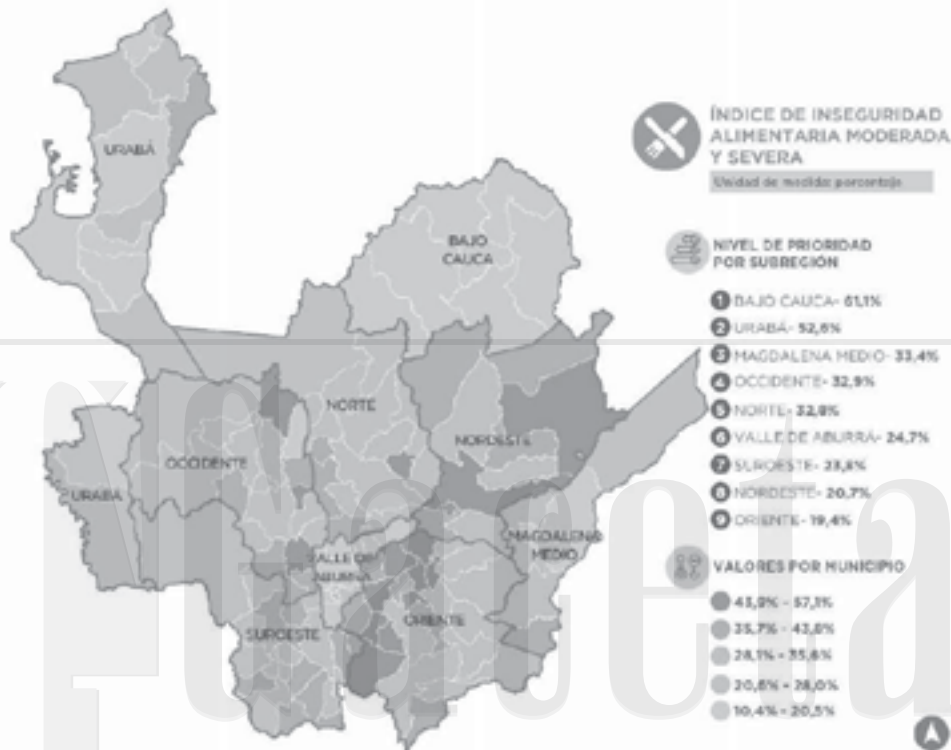 ÍNDICE DE INSEGURIDAD
ALIMENTARIA MODERADA
Y SEVERA
Unidad de medida: porcentaje
NIVEL DE PRIORIDAD
POR SUBREGIÓN
1 BAJO CAUCA- 61,1%
2 URABÁ- 52,6%
3 MAGDALENA MEDIO- 33,4%
4 OCCIDENTE- 32,9%
5 NORTE- 32,8%
6 VALLE DE ABURRÁ- 24,7%
7 SUROESTE- 23,8%
8 NORDESTE- 20,7%
9 ORIENTE- 19,4%
VALORES POR MUNICIPIO
43,9% - 57,1%
35,7% - 43,8%
28,1% - 35,6%
20,6% - 28,0%
10,4% - 20,5%
URABÁ
BAJO
CAUCA
NORTE
NORDESTE
OCCIDENTE
URABÁ
MAGDALENA
MEDIO
VALLE DE
ABURRÁ
SUROESTE
ORIENTE
Gaceta